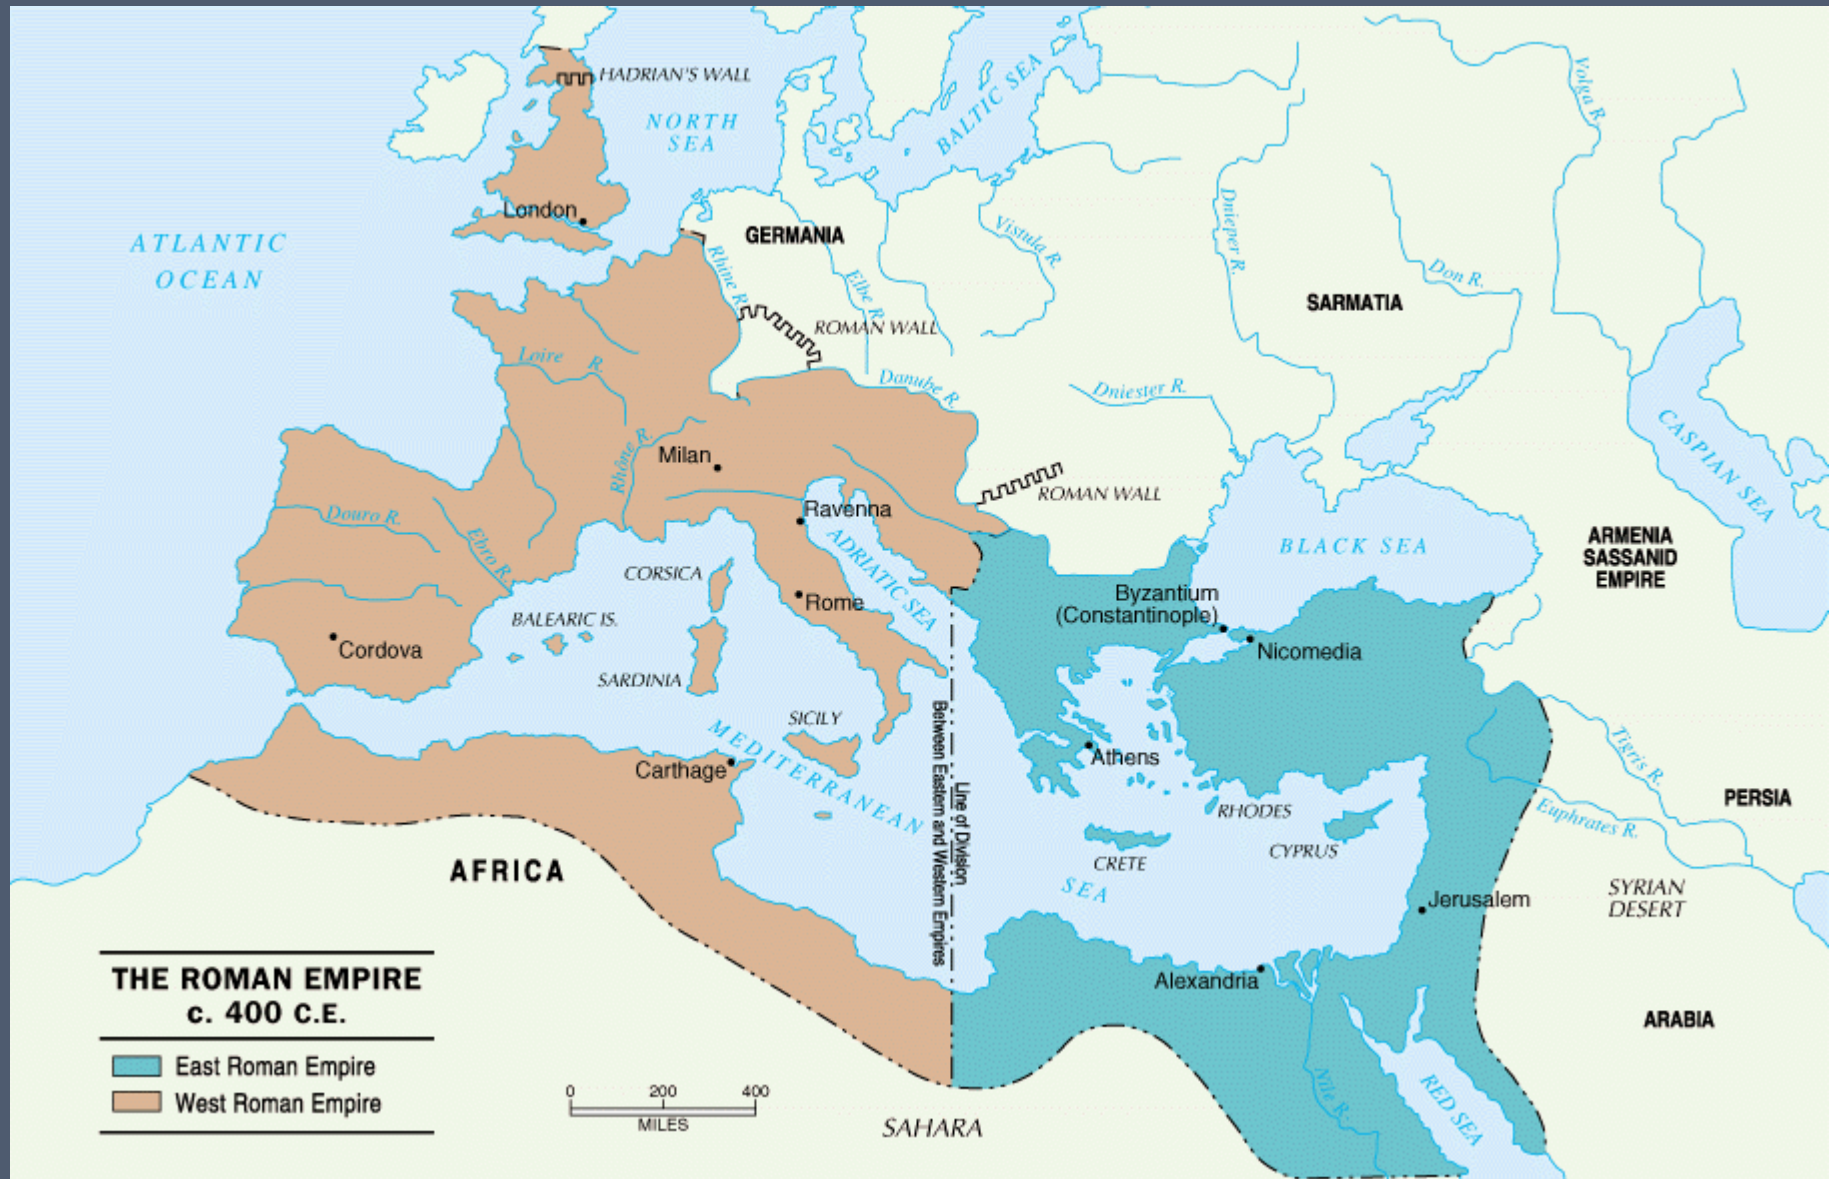 HADRIAN'S WALL
NORTH
SEA
BALTIC SEA
Volga R.
London
ATLANTIC
OCEAN
GERMANIA
Rhine R.
Elbe R.
Vistula R.
Dnieper R.
Don R.
SARMATIA
ROMAN WALL
Loire R.
Danube R.
Dniester R.
CASPIAN SEA
Rhône R.
Milan
ROMAN WALL
Ravenna
Douro R.
Ebro R.
ADRIATIC SEA
BLACK SEA
ARMENIA
SASSANID
EMPIRE
CORSICA
Rome
Byzantium
(Constantinople)
BALEARIC IS.
Cordova
Nicomedia
SARDINIA
SICILY
MEDITERRANEAN
SEA
Line of Division
Between Eastern and Western Empires
Carthage
Athens
Tigris R.
PERSIA
RHODES
Euphrates R.
CRETE
CYPRUS
AFRICA
SYRIAN
DESERT
Jerusalem
Alexandria
ARABIA
Nile R.
RED SEA
SAHARA
THE ROMAN EMPIRE
c. 400 C.E.
East Roman Empire
West Roman Empire
0 200 400
MILES